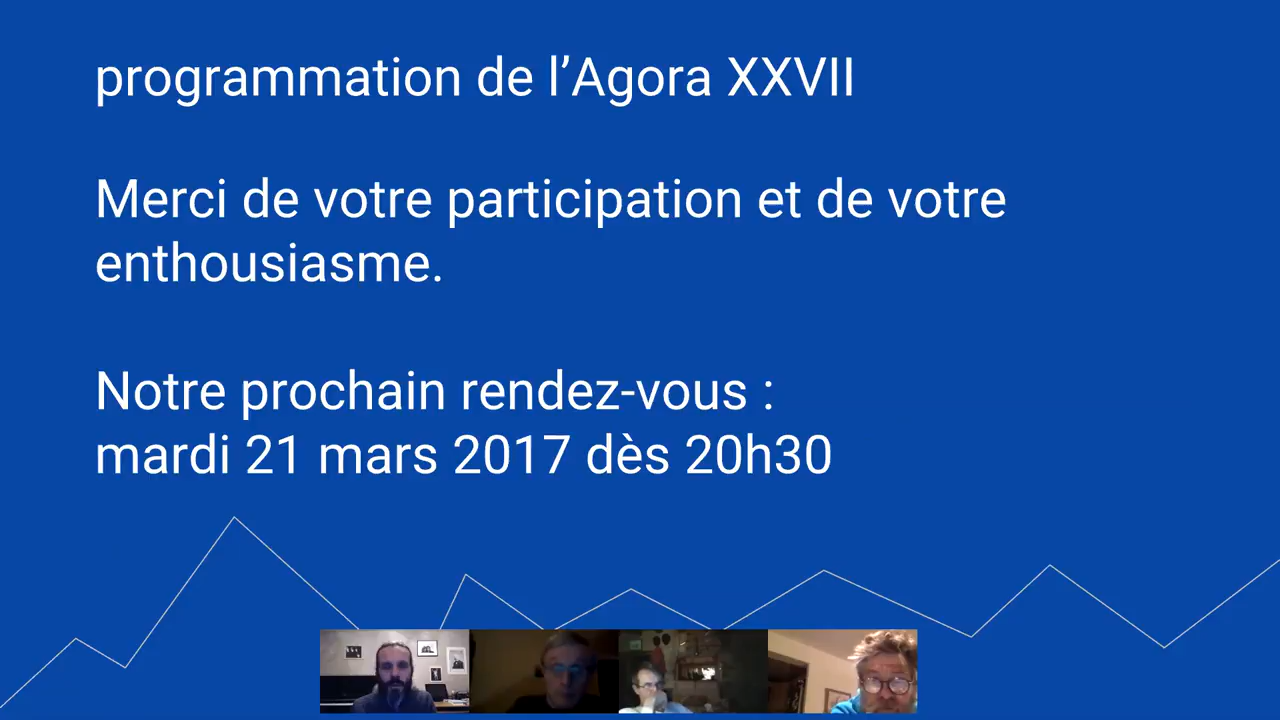 programmation de l’Agora XXVII
Merci de votre participation et de votre
enthousiasme.
Notre prochain rendez-vous :
mardi 21 mars 2017 dès 20h30